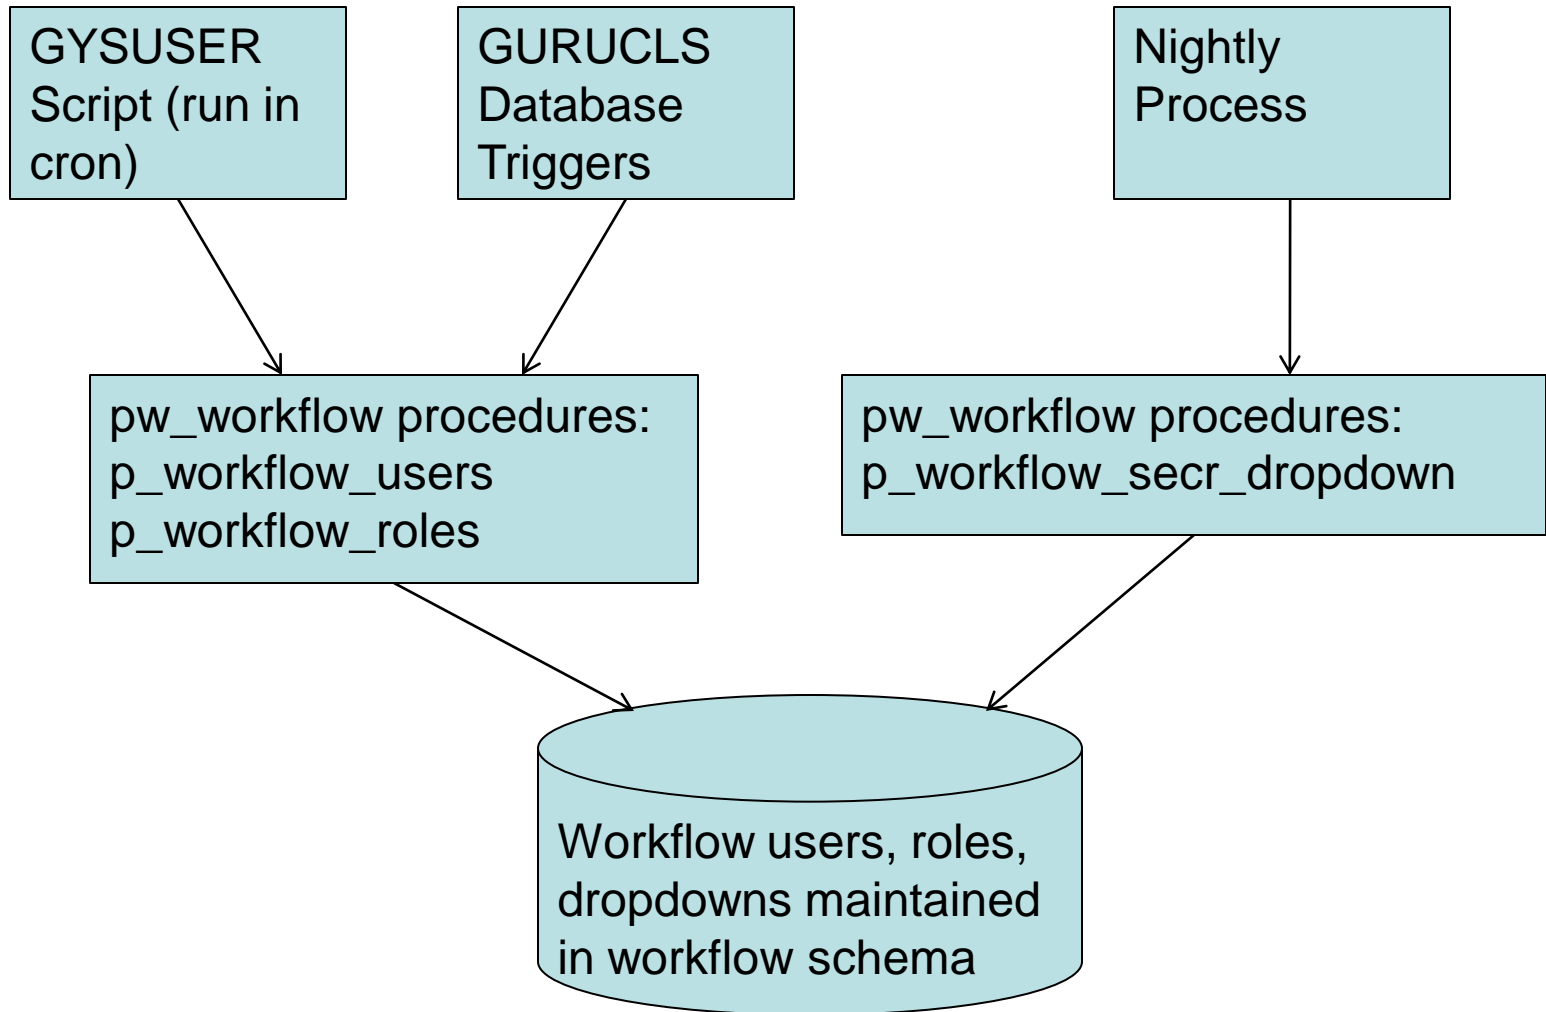 GYSUSER
Script (run in
cron)
GURUCLS
Database
Triggers
Nightly
Process
pw_workflow procedures:
p_workflow_users
p_workflow_roles
pw_workflow procedures:
p_workflow_secr_dropdown
Workflow users, roles,
dropdowns maintained
in workflow schema